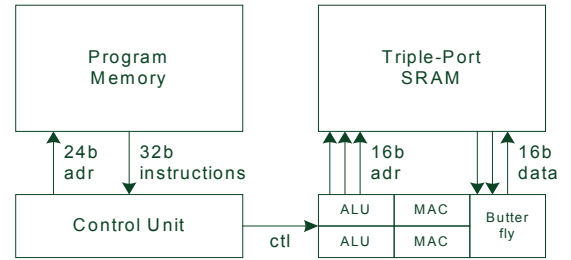 Program
Memory
Triple-Port
SRAM
24b
adr
32b
instructions
16b
adr
16b
data
Control Unit
ctl
ALU
MAC
ALU
MAC
Butter
fly